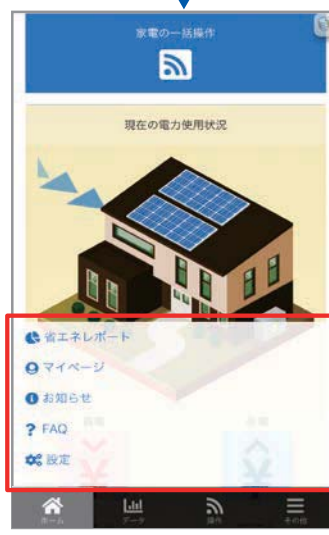 家電の一括操作
現在の電力使用状況
省エネレポート
マイページ
お知らせ
FAQ
設定
ホーム
データ
操作
その他